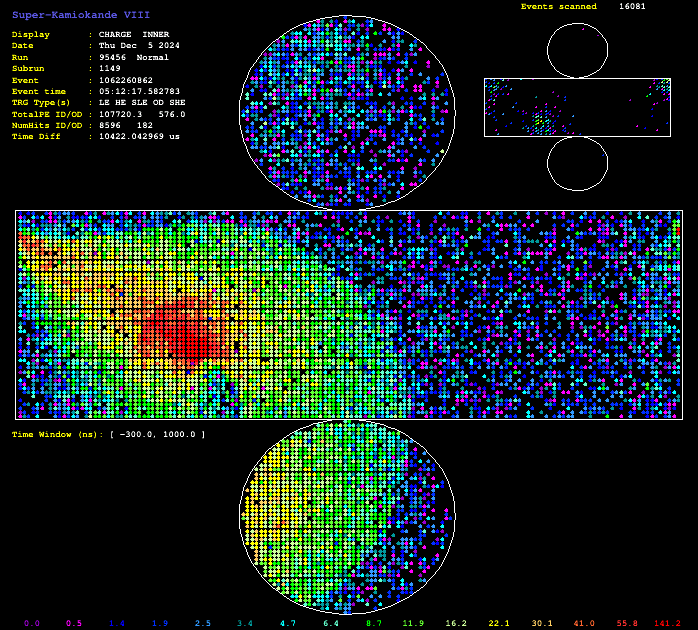 Super-Kamiokande VIII
Events scanned 16081
Display : CHARGE INNER
Date : Thu Dec 5 2024
Run : 95456 Normal
Subrun : 1149
Event : 1062260862
Event time : 05:12:17.582783
TRG Type(s) : LE HE SLE OD SHE
TotalPE ID/OD : 107720.3 576.0
NumHits ID/OD : 8596 182
Time Diff : 10422.042969 us
Time Window (ns): [ -300.0, 1000.0 ]
0.0 0.5 1.4 1.9 2.5 3.4 4.7 6.4 8.7 11.9 16.2 22.1 30.1 41.0 55.8 141.2